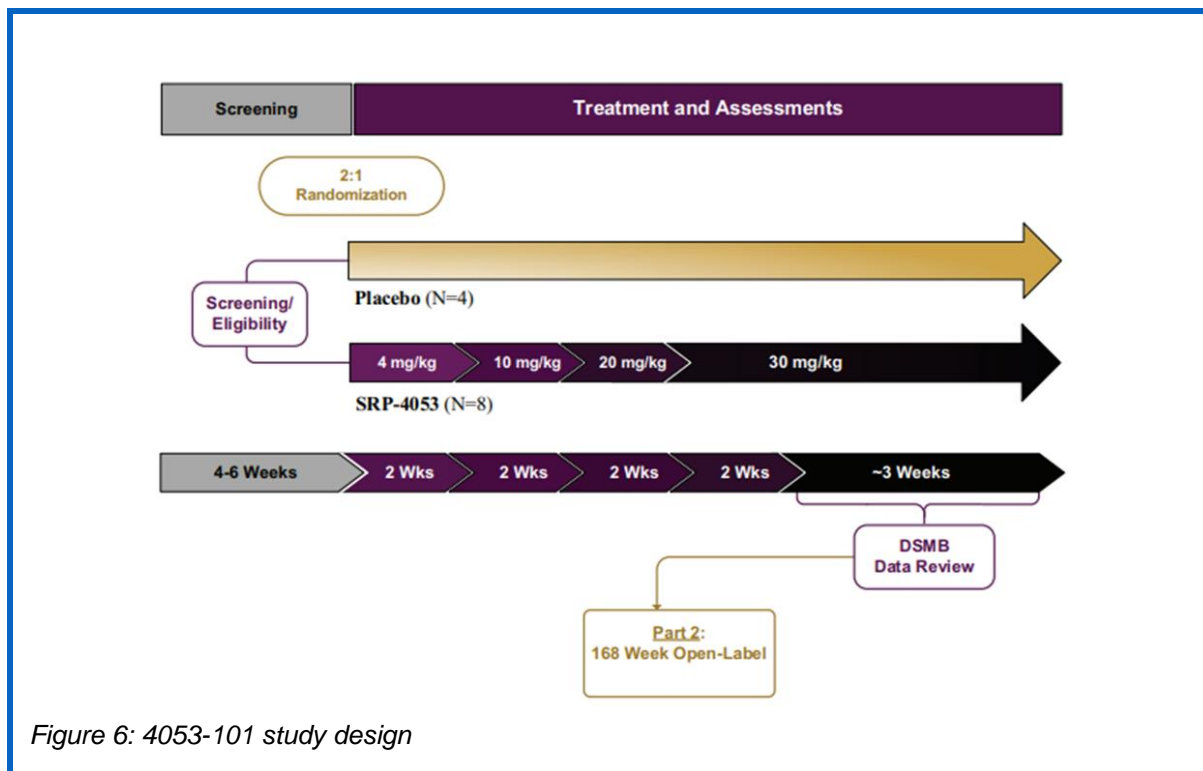 Screening
Treatment and Assessments
2:1
Randomization
Screening/
Eligibility
Placebo (N=4)
4 mg/kg
10 mg/kg
20 mg/kg
30 mg/kg
SRP-4053 (N=8)
4-6 Weeks
2 Wks
2 Wks
2 Wks
2 Wks
~3 Weeks
DSMB
Data Review
Part 2:
168 Week Open-Label
Figure 6: 4053-101 study design